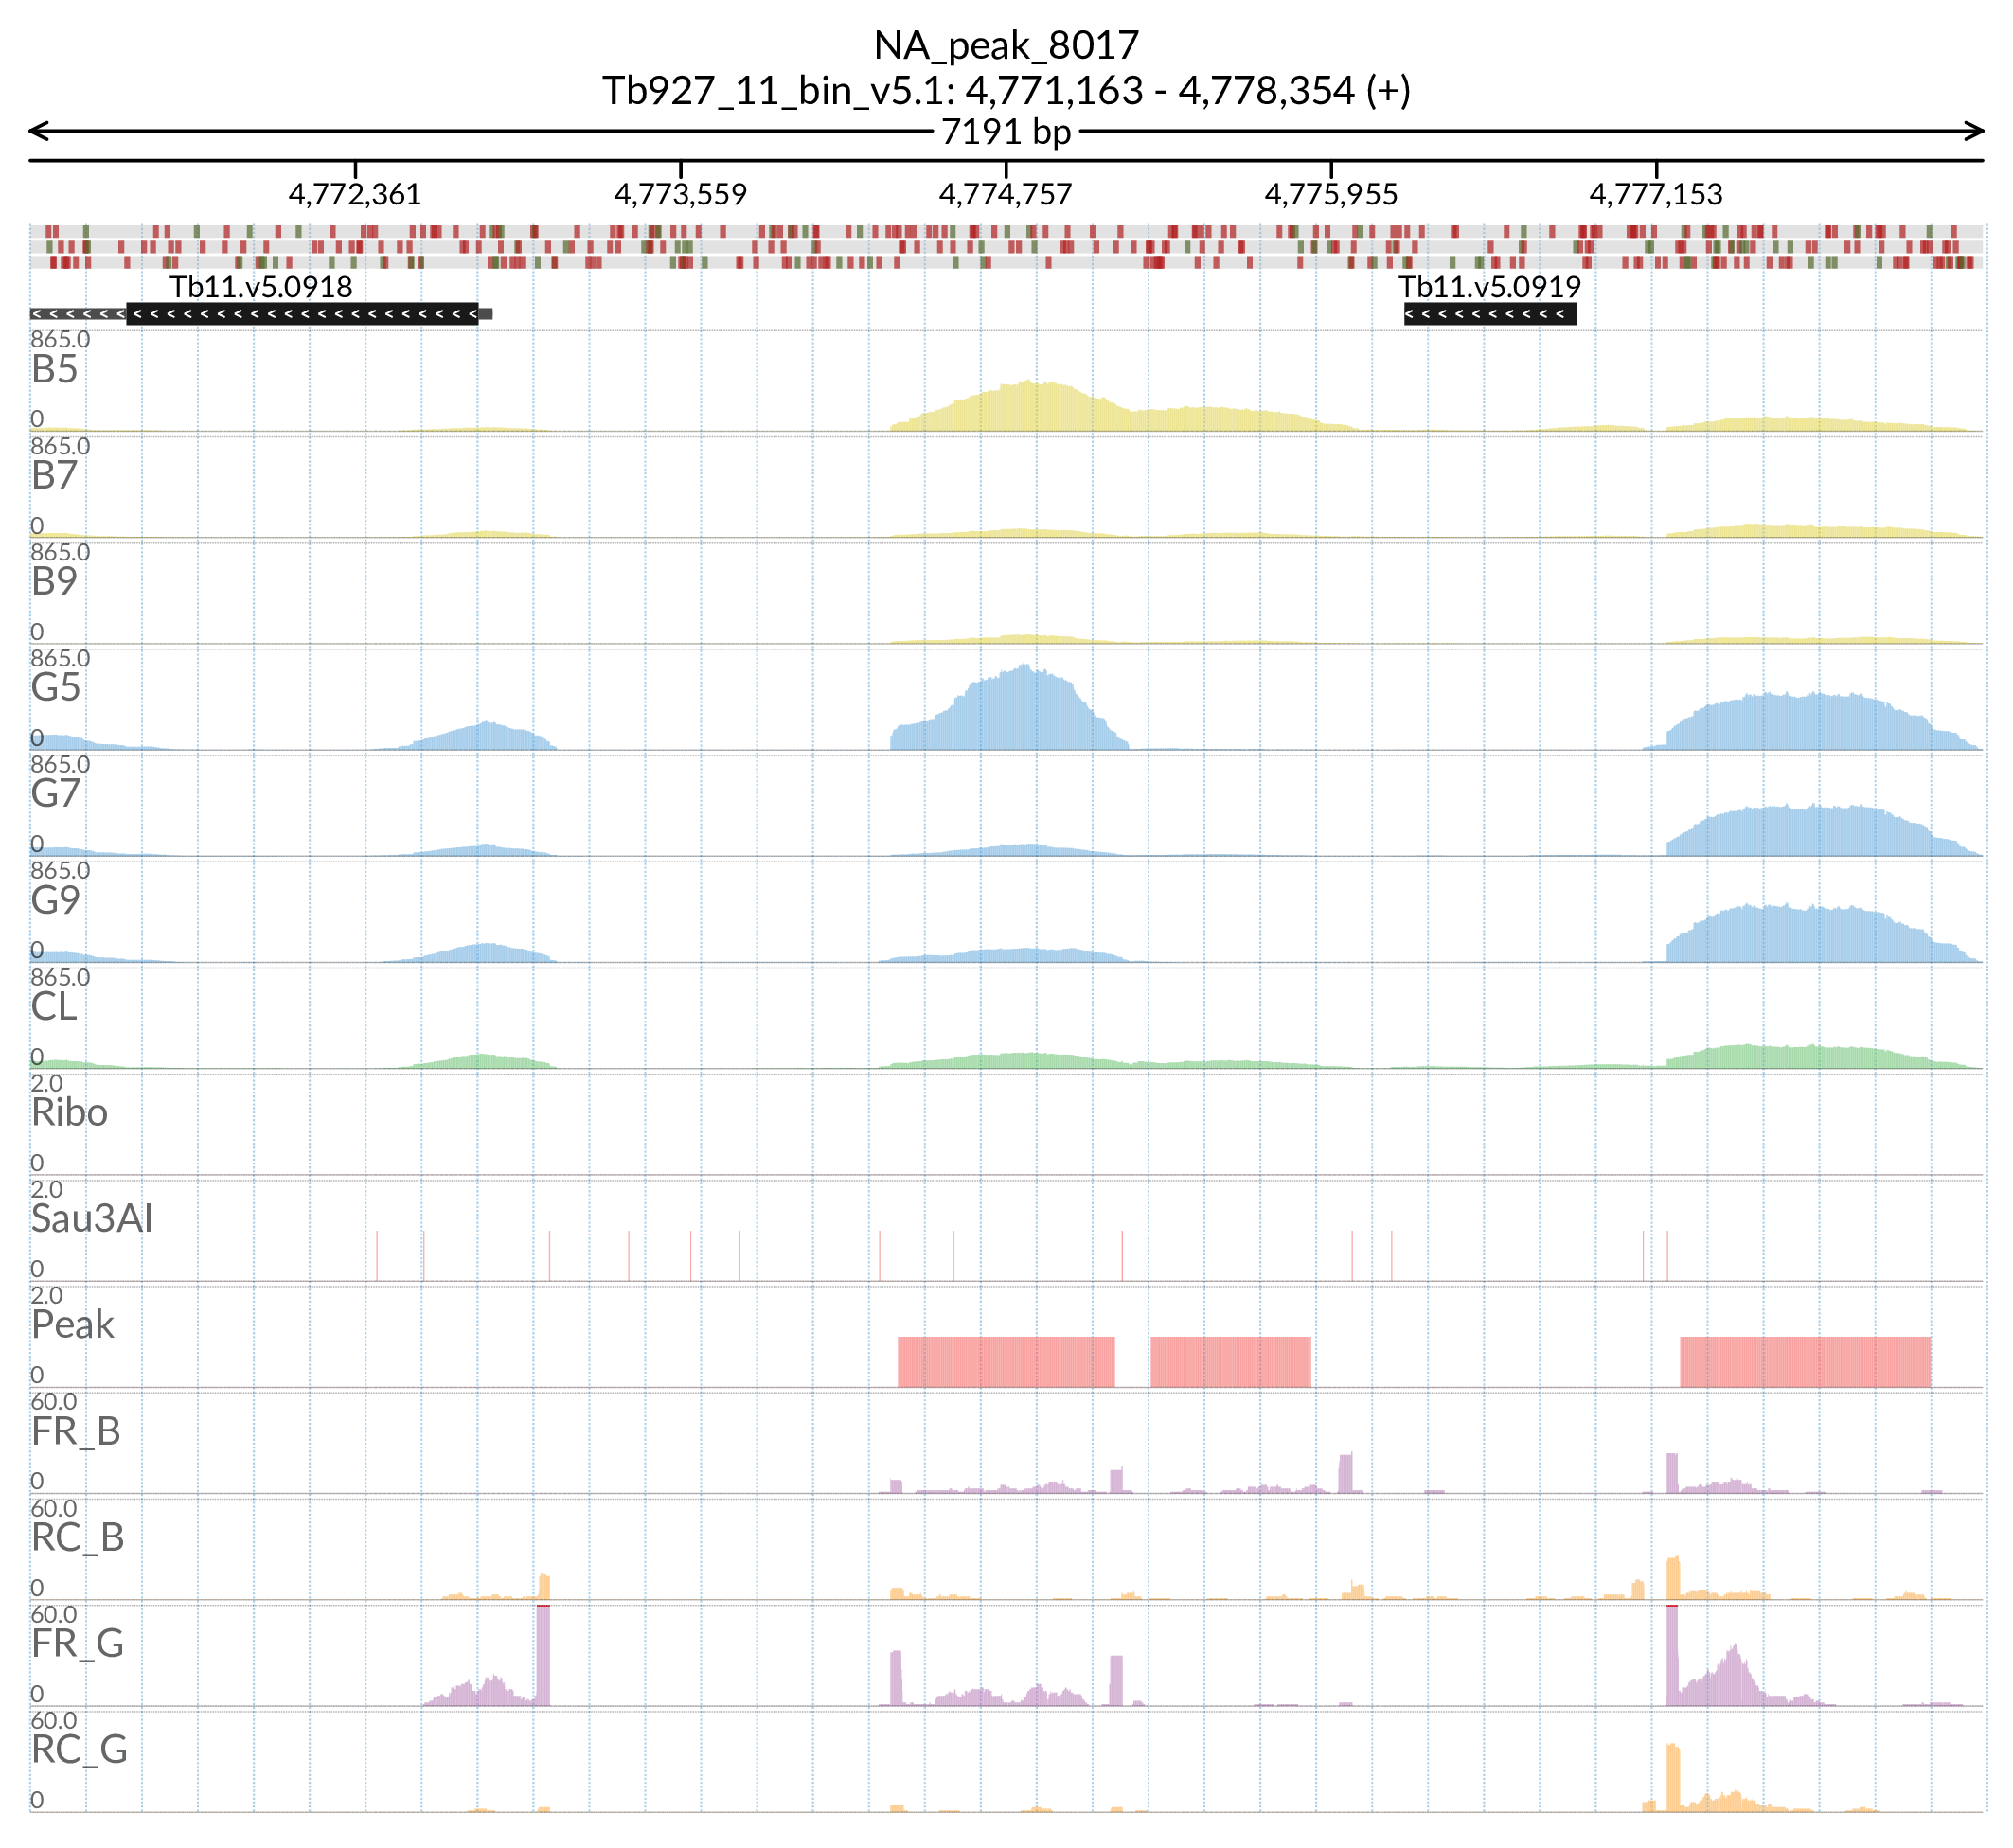 NA_peak_8017
Tb927_11_bin_v5.1: 4,771,163 - 4,778,354 (+)
7191 bp
4,772,361 4,773,559 4,774,757 4,775,955 4,777,153
Tb11.v5.0918 Tb11.v5.0919
865.0
B5
0
865.0
B7
0
865.0
B9
0
865.0
G5
0
865.0
G7
0
865.0
G9
0
865.0
CL
0
2.0
Ribo
0
2.0
Sau3AI
0
2.0
Peak
0
60.0
FR_B
0
60.0
RC_B
0
60.0
FR_G
0
60.0
RC_G
0